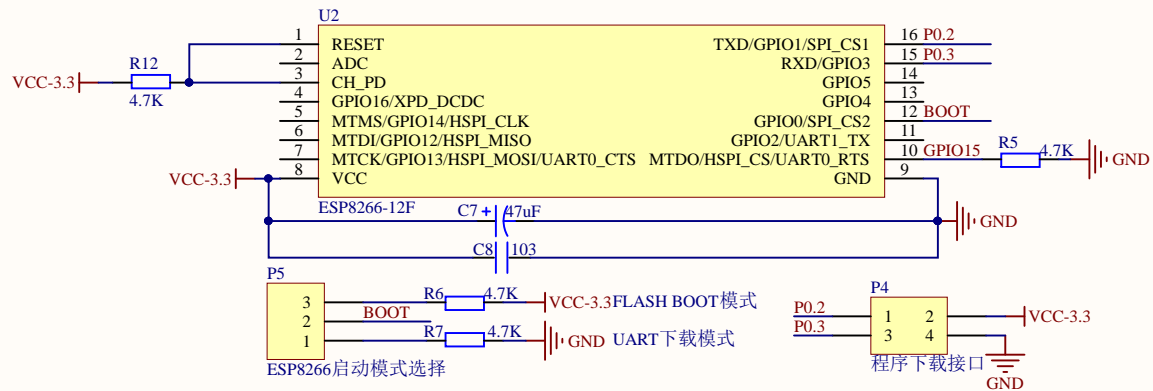 U2
1 RESET TXD/GPIO1/SPI_CS1 16 P0.2
2 ADC RXD/GPIO3 15 P0.3
3 CH_PD GPIO5 14
4 GPIO16/XPD_DCDC GPIO4 13
5 MTMS/GPIO14/HSPI_CLK GPIO0/SPI_CS2 12 BOOT
6 MTDI/GPIO12/HSPI_MISO GPIO2/UART1_TX 11
7 MTCK/GPIO13/HSPI_MOSI/UART0_CTS MTDO/HSPI_CS/UART0_RTS 10 GPIO15
8 VCC GND 9
ESP8266-12F
VCC-3.3
R12
4.7K
VCC-3.3
R5
4.7K
GND
C7 + 47uF
GND
C8 103
P5
3 R6 4.7K VCC-3.3 FLASH BOOT模式
2 BOOT
1 R7 4.7K GND UART下载模式
ESP8266启动模式选择
P4
P0.2 1 2 VCC-3.3
P0.3 3 4
程序下载接口
GND